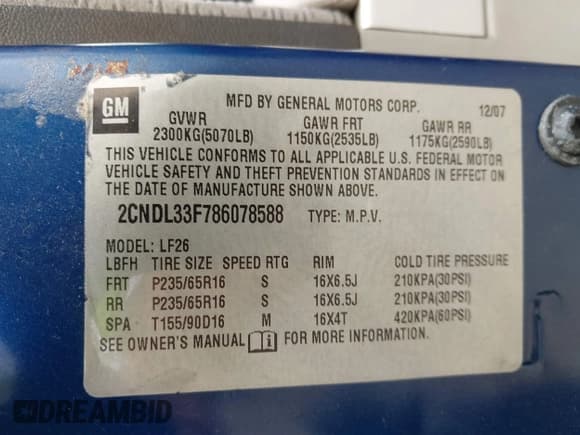 GM
MFD BY GENERAL MOTORS CORP. 12/07
GVWR GAWR FRT GAWR RR
2300KG(5070LB) 1150KG(2535LB) 1175KG(2590LB)
THIS VEHICLE CONFORMS TO ALL APPLICABLE U.S. FEDERAL MOTOR
VEHICLE SAFETY AND THEFT PREVENTION STANDARDS IN EFFECT ON
THE DATE OF MANUFACTURE SHOWN ABOVE.
2CNDL33F786078588 TYPE: M.P.V.
MODEL: LF26
LBFH TIRE SIZE SPEED RTG RIM COLD TIRE PRESSURE
FRT P235/65R16 S 16X6.5J 210KPA(30PSI)
RR P235/65R16 S 16X6.5J 210KPA(30PSI)
SPA T155/90D16 M 16X4T 420KPA(60PSI)
SEE OWNER'S MANUAL FOR MORE INFORMATION.
DREAMBID